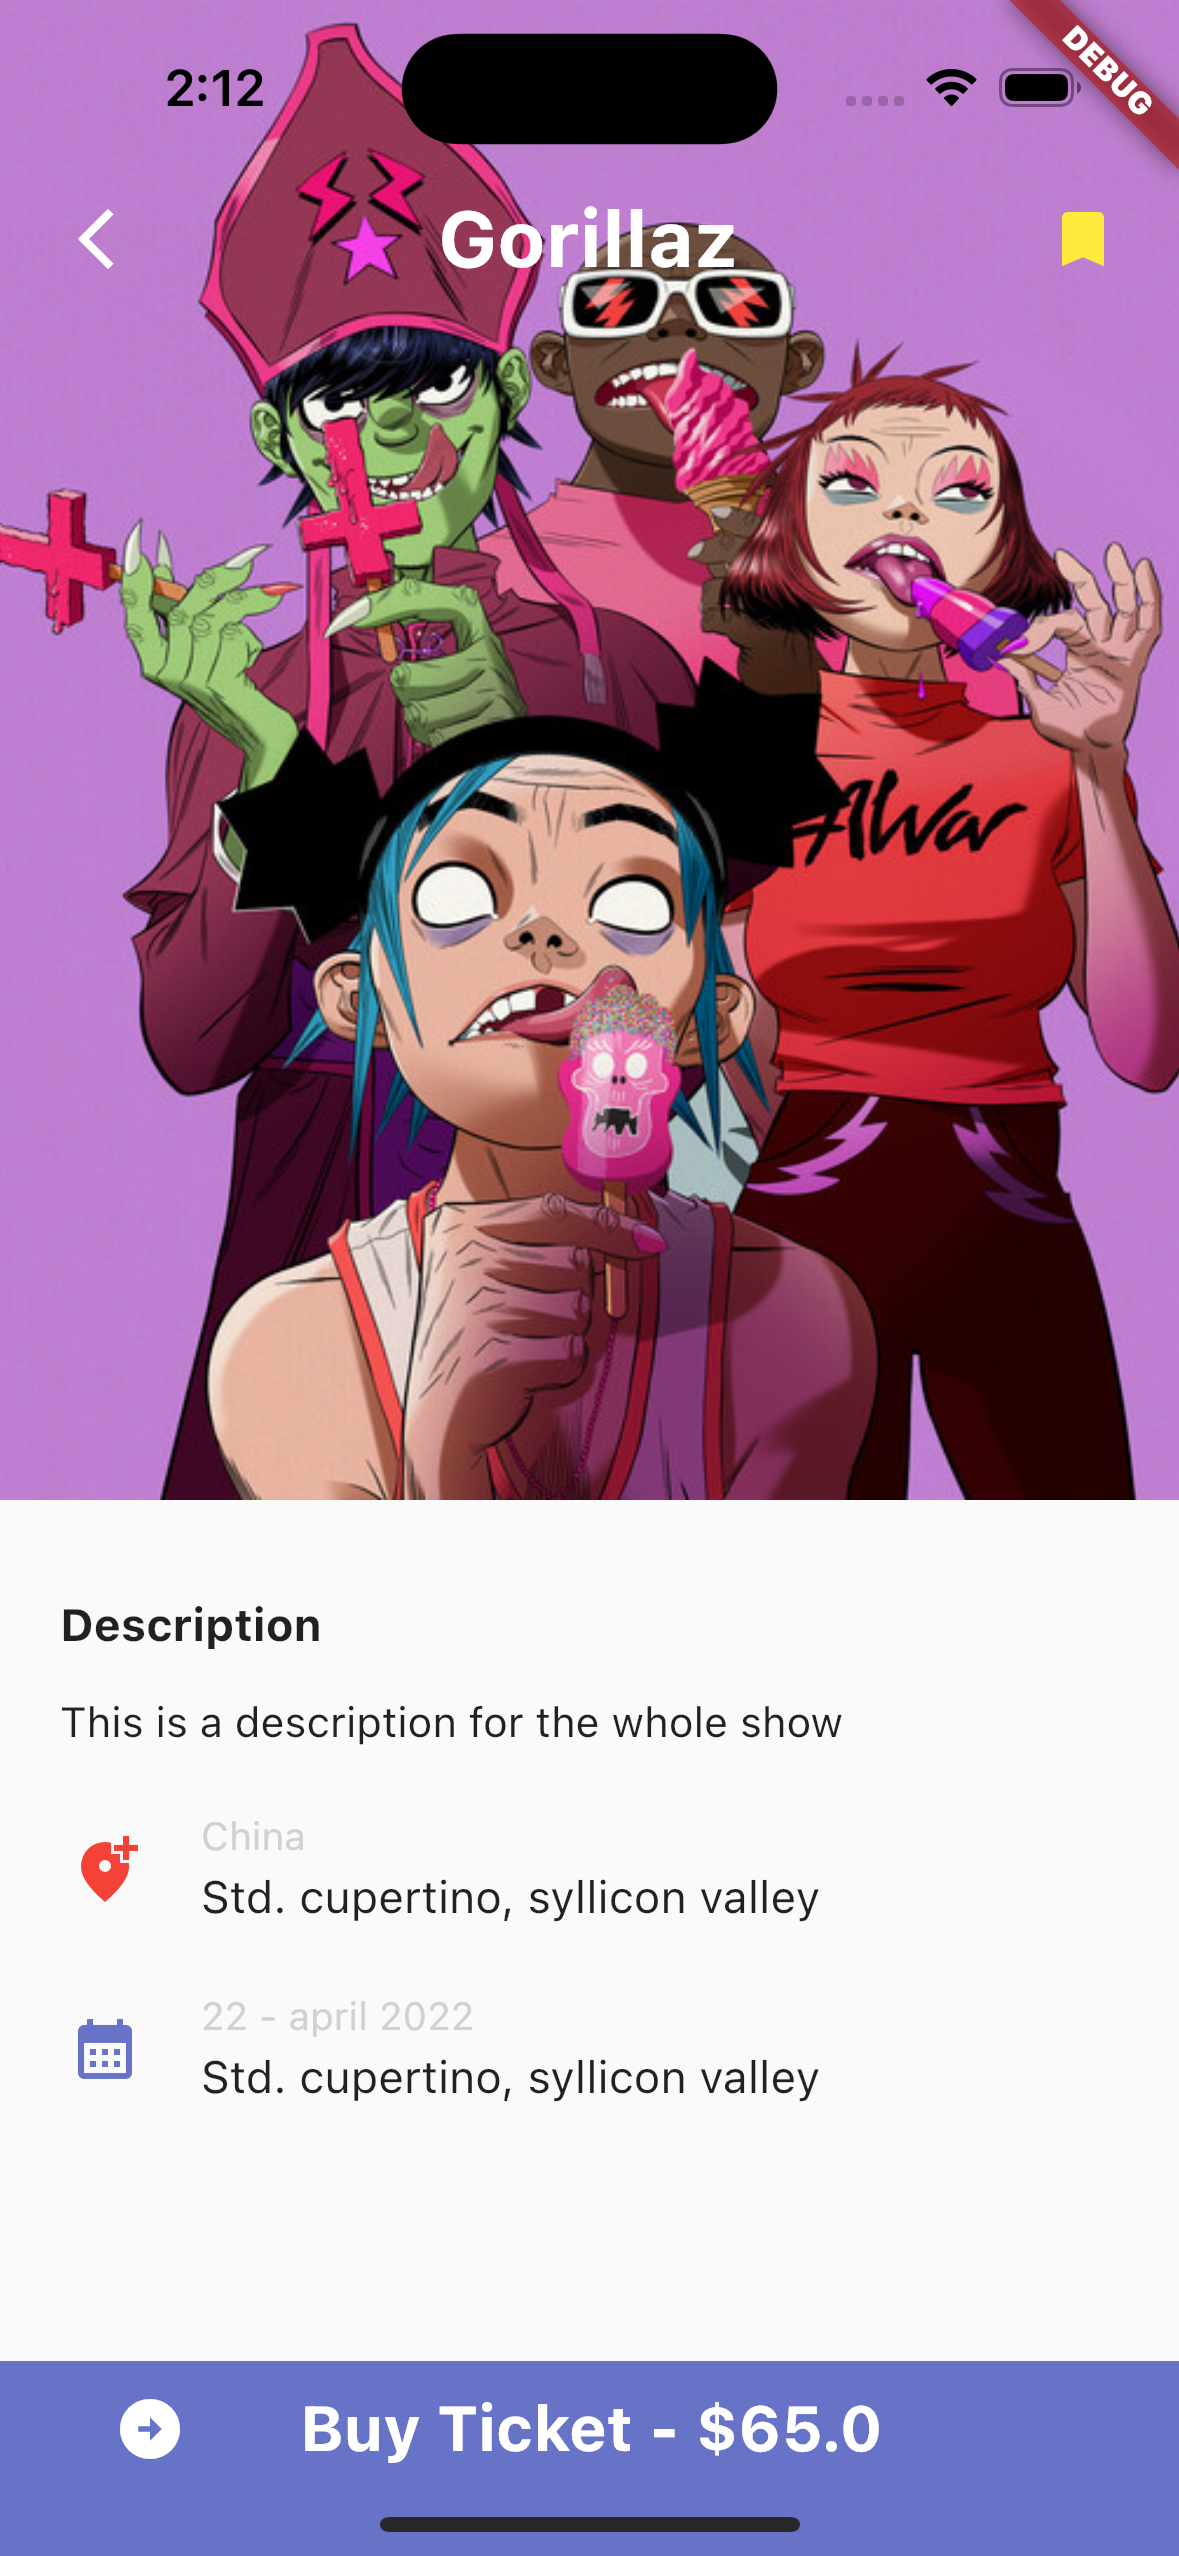 2:12
DEBUG
Gorillaz
Description
This is a description for the whole show
China
Std. cupertino, syllicon valley
22 - april 2022
Std. cupertino, syllicon valley
Buy Ticket - $65.0